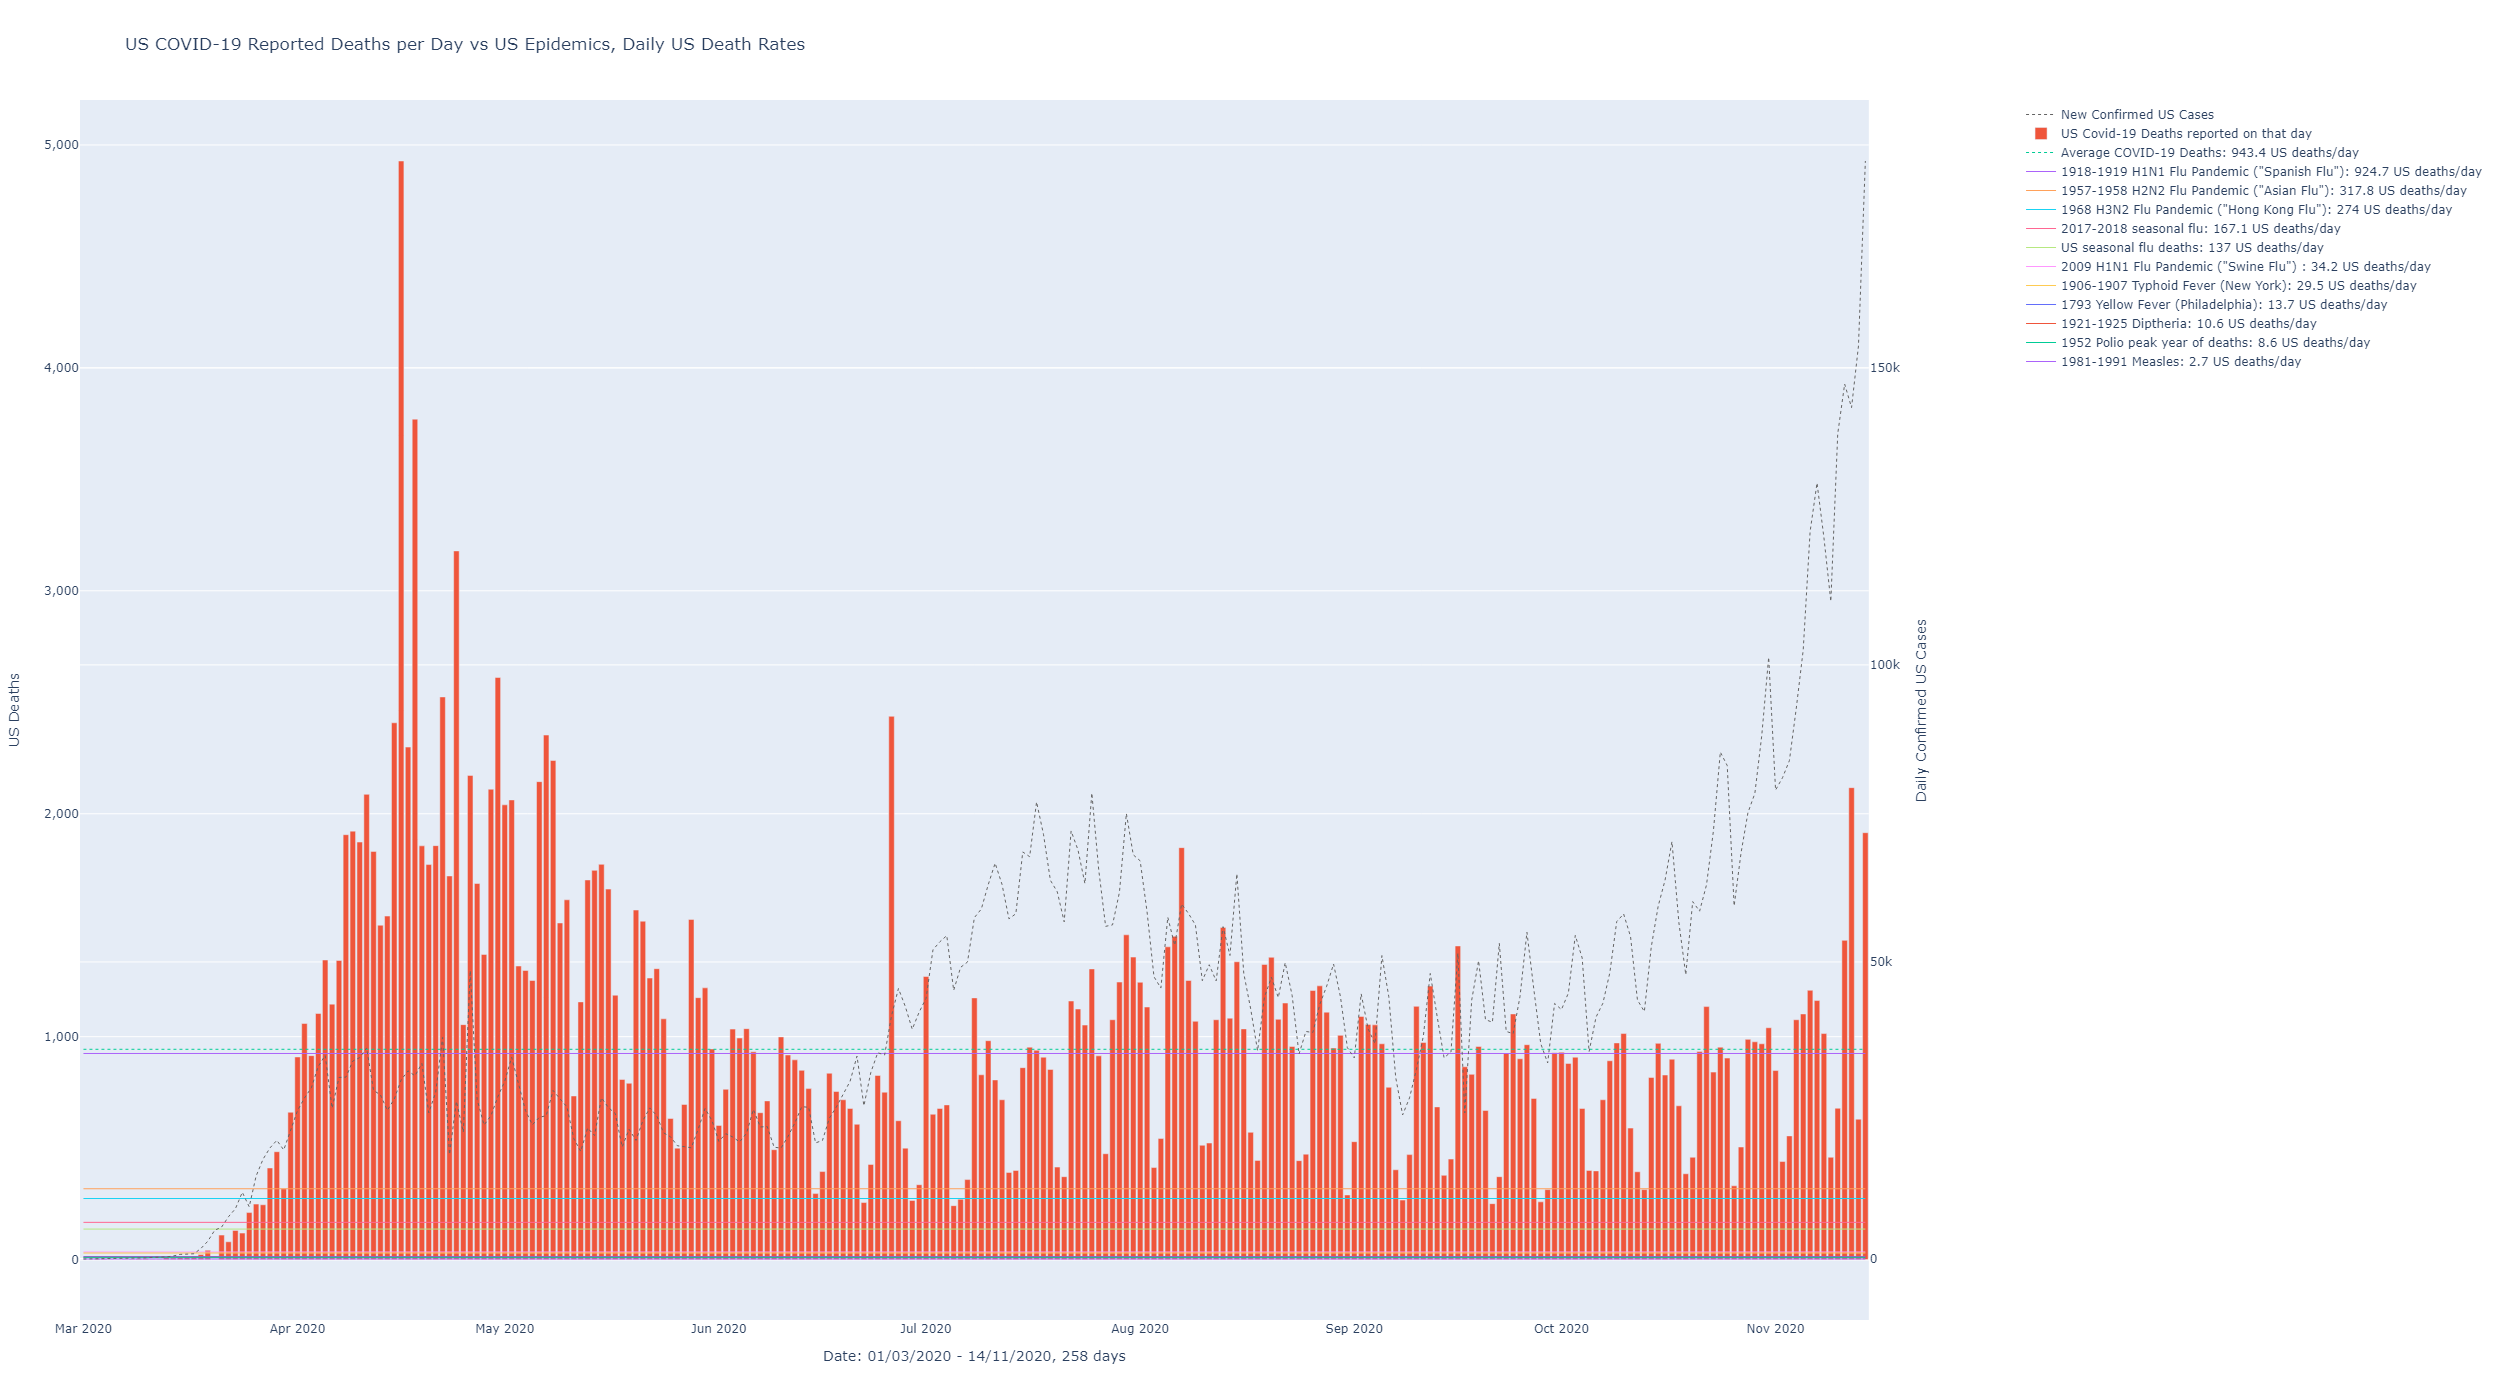 US COVID-19 Reported Deaths per Day vs US Epidemics, Daily US Death Rates
5,000
4,000
3,000
2,000
1,000
0
US Deaths
150k
100k
50k
0
Daily Confirmed US Cases
Mar 2020
Apr 2020
May 2020
Jun 2020
Jul 2020
Aug 2020
Sep 2020
Oct 2020
Nov 2020
Date: 01/03/2020 - 14/11/2020, 258 days
New Confirmed US Cases
US Covid-19 Deaths reported on that day
Average COVID-19 Deaths: 943.4 US deaths/day
1918-1919 H1N1 Flu Pandemic ("Spanish Flu"): 924.7 US deaths/day
1957-1958 H2N2 Flu Pandemic ("Asian Flu"): 317.8 US deaths/day
1968 H3N2 Flu Pandemic ("Hong Kong Flu"): 274 US deaths/day
2017-2018 seasonal flu: 167.1 US deaths/day
US seasonal flu deaths: 137 US deaths/day
2009 H1N1 Flu Pandemic ("Swine Flu") : 34.2 US deaths/day
1906-1907 Typhoid Fever (New York): 29.5 US deaths/day
1793 Yellow Fever (Philadelphia): 13.7 US deaths/day
1921-1925 Diptheria: 10.6 US deaths/day
1952 Polio peak year of deaths: 8.6 US deaths/day
1981-1991 Measles: 2.7 US deaths/day